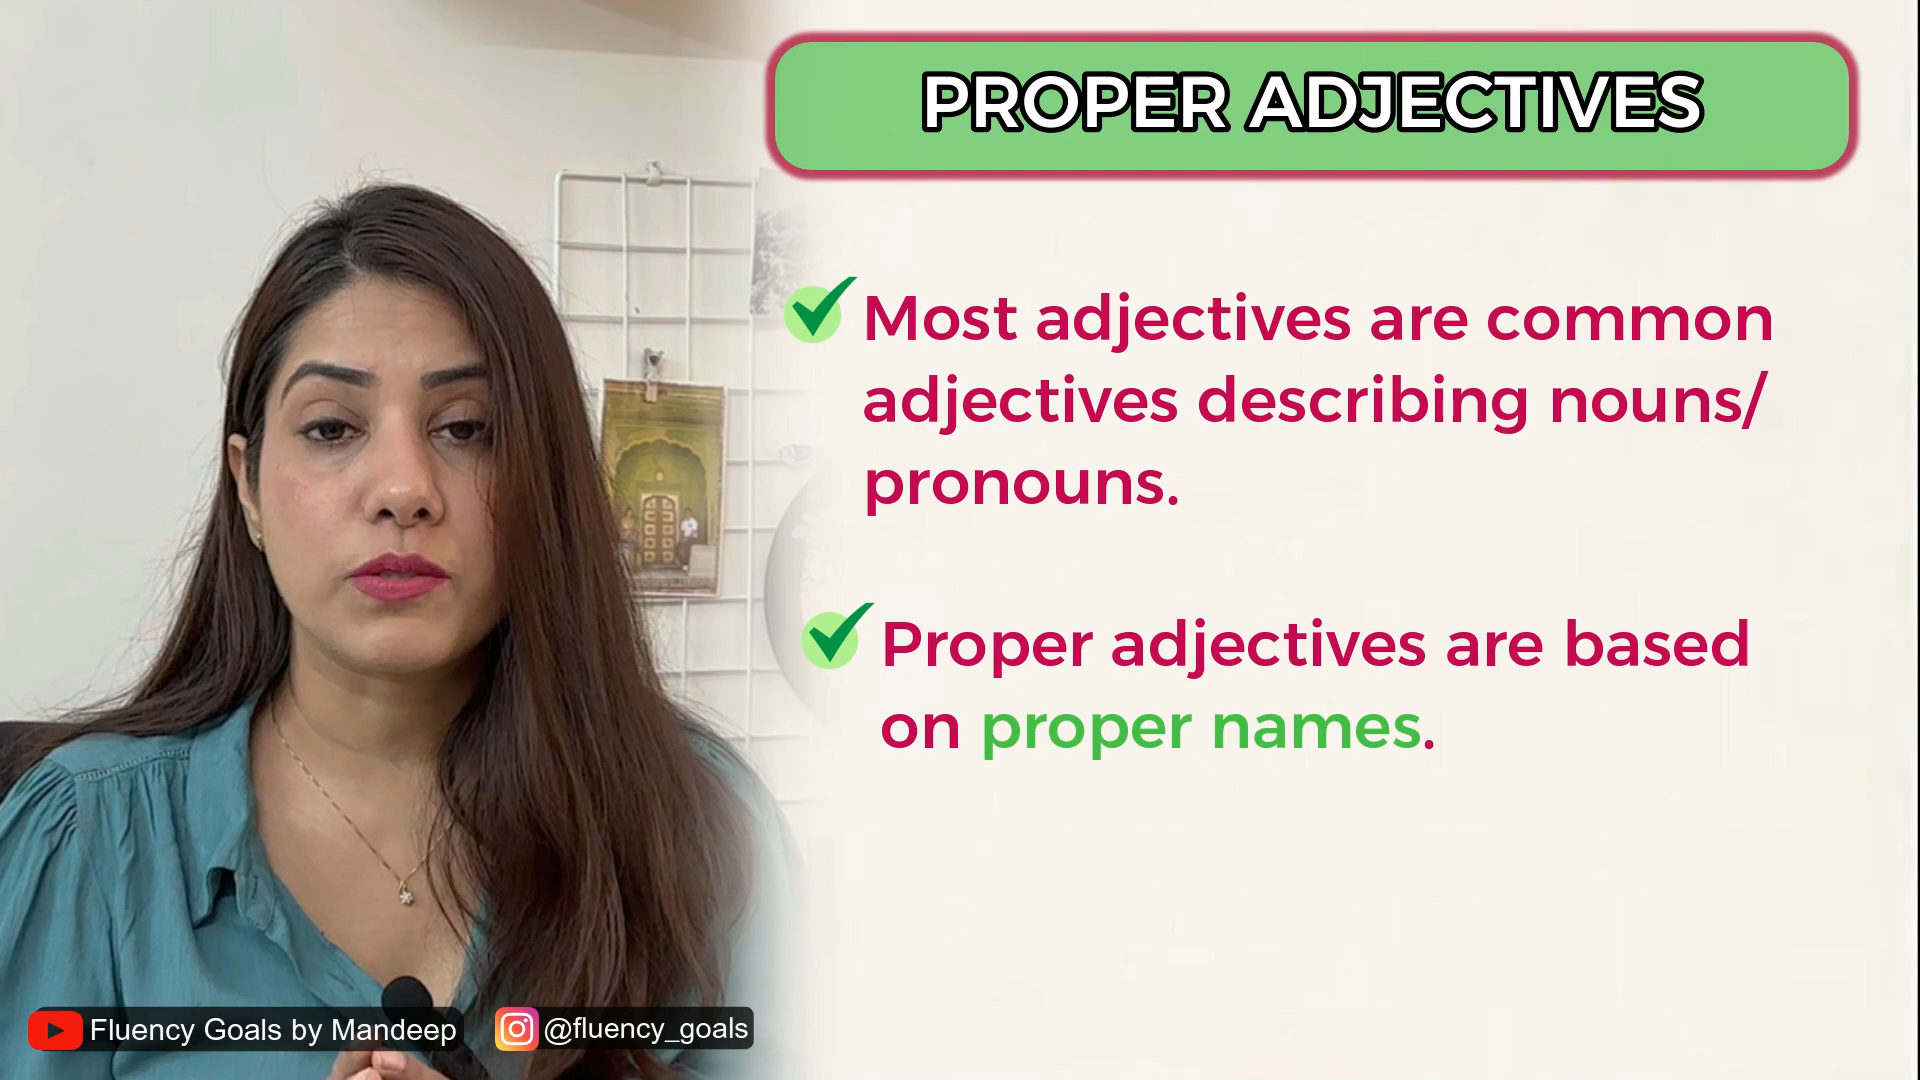 PROPER ADJECTIVES
Most adjectives are common
adjectives describing nouns/
pronouns.
Proper adjectives are based
on proper names.
Fluency Goals by Mandeep
@fluency_goals